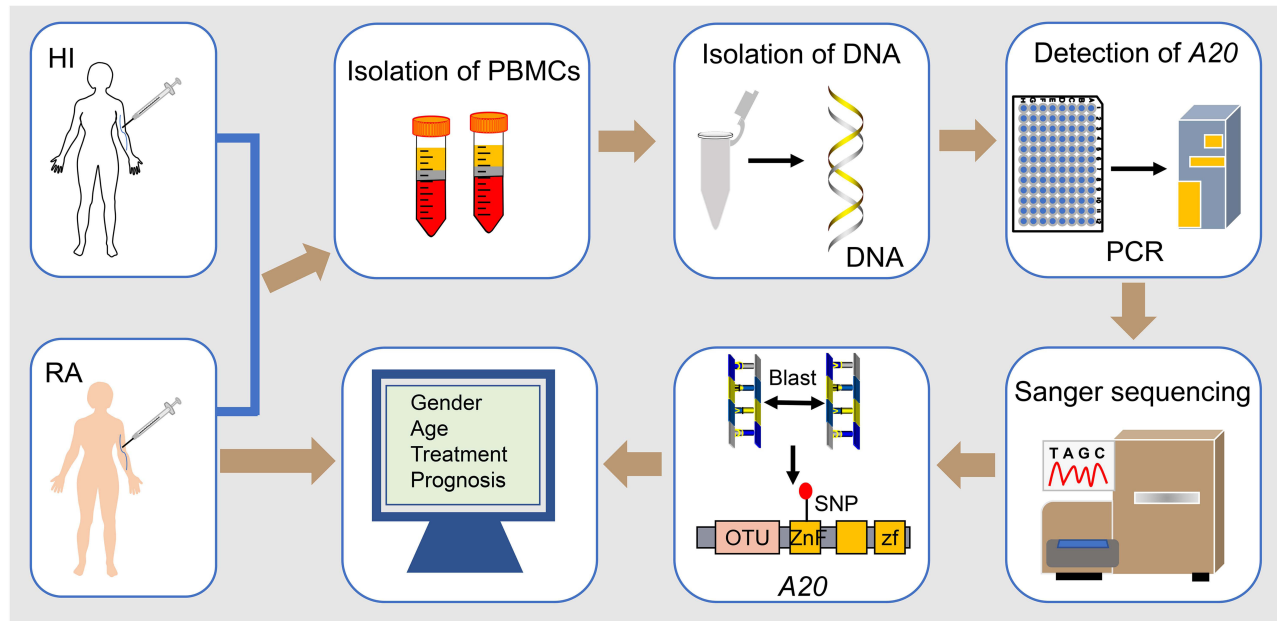 HI
Isolation of PBMCs
Isolation of DNA
DNA
Detection of A20
H G F E D C B A
PCR
RA
Gender
Age
Treatment
Prognosis
Blast
SNP
OTU ZnF zf
A20
Sanger sequencing
T A G C